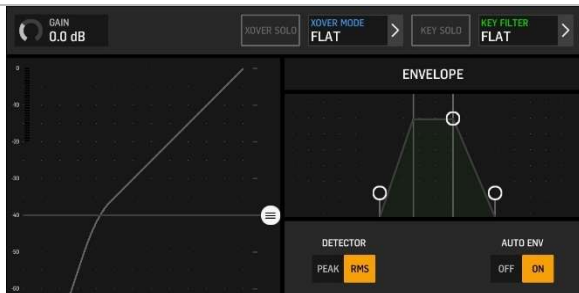 GAIN
0.0 dB
XOVER SOLO
XOVER MODE
FLAT
KEY SOLO
KEY FILTER
FLAT
ENVELOPE
0
-10
-20
-30
-40
-50
-60
DETECTOR
AUTO ENV
PEAK RMS
OFF ON